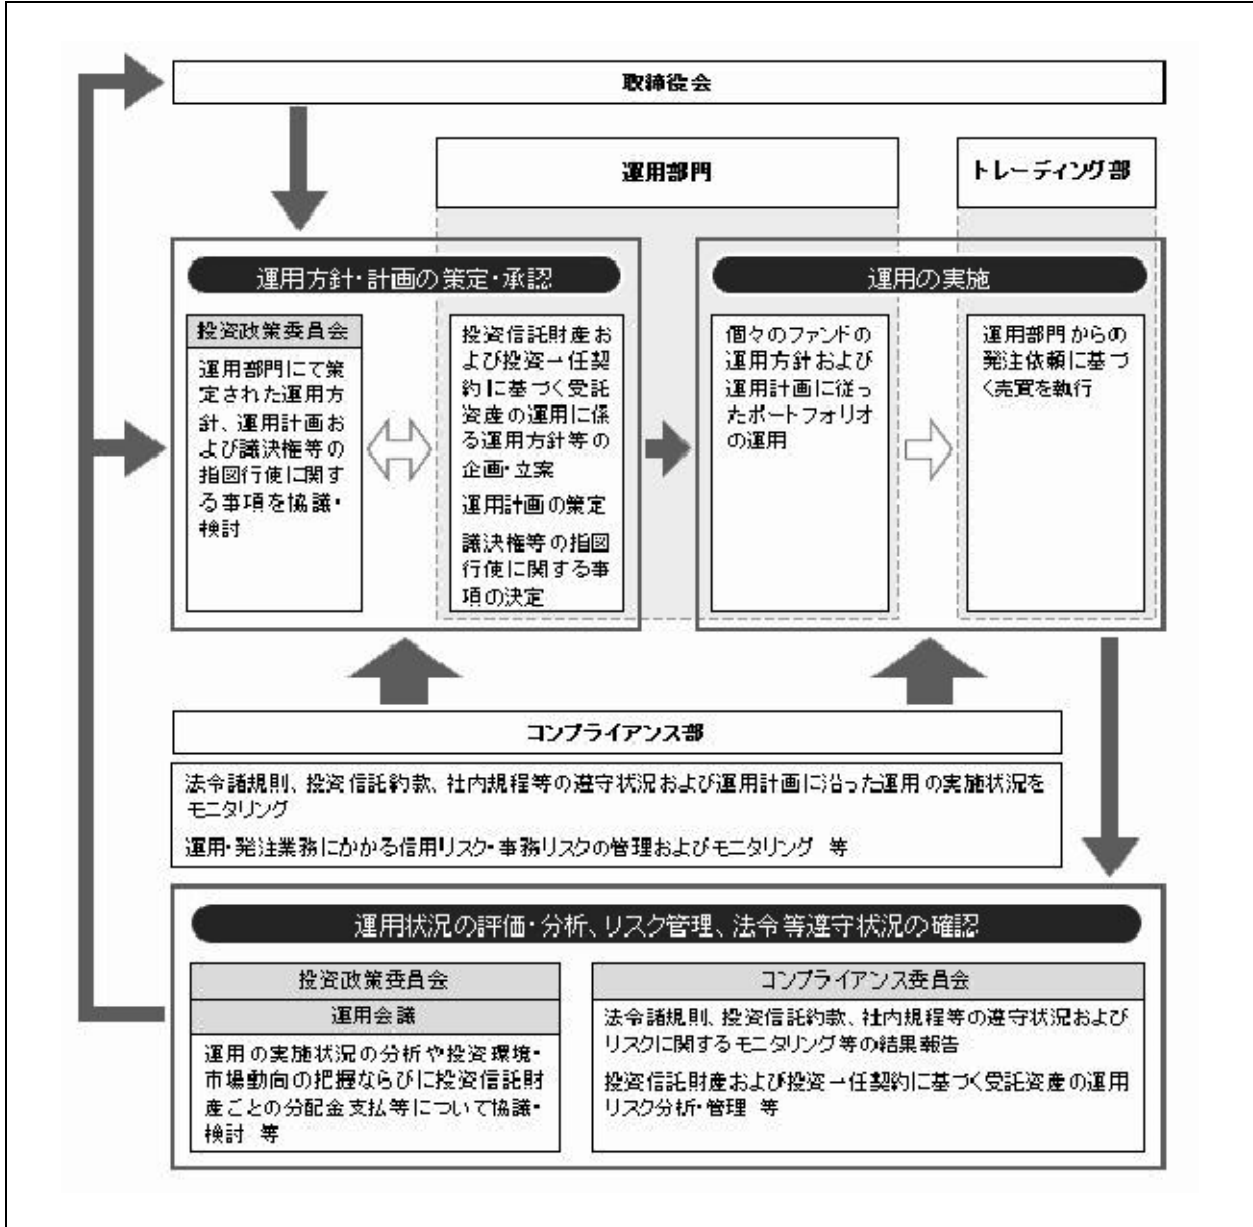 取締役会
運用部門
トレーディング部
運用方針・計画の策定・承認
投資政策委員会
運用部門にて策
定された運用方
針、運用計画お
よび議決権等の
指図行使に関す
る事項を協議・
検討
投資信託財産お
よび投資一任契
約に基づく受託
資産の運用に係
る運用方針等の
企画・立案
運用計画の策定
議決権等の指図
行使に関する事
項の決定
運用の実施
個々のファンドの
運用方針および
運用計画に従っ
たポートフォリオ
の運用
運用部門からの
発注依頼に基づ
く売買を執行
コンプライアンス部
法令諸規則、投資信託約款、社内規程等の遵守状況および運用計画に沿った運用の実施状況を
モニタリング
運用・発注業務にかかる信用リスク・事務リスクの管理およびモニタリング 等
運用状況の評価・分析、リスク管理、法令等遵守状況の確認
投資政策委員会
運用会議
運用の実施状況の分析や投資環境・
市場動向の把握ならびに投資信託財
産ごとの分配金支払等について協議・
検討 等
コンプライアンス委員会
法令諸規則、投資信託約款、社内規程等の遵守状況および
リスクに関するモニタリング等の結果報告
投資信託財産および投資一任契約に基づく受託資産の運用
リスク分析・管理 等